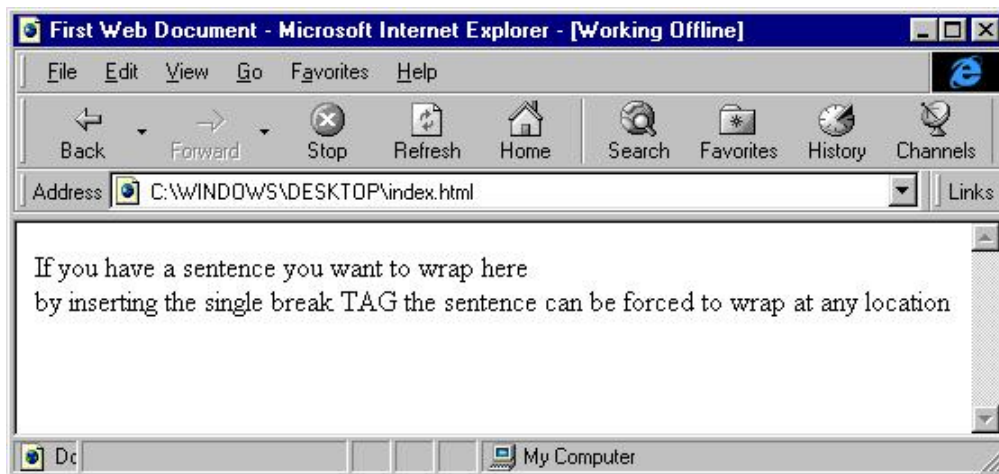 First Web Document - Microsoft Internet Explorer - [Working Offline]
File Edit View Go Favorites Help
Back Forward Stop Refresh Home Search Favorites History Channels
Address C:\WINDOWS\DESKTOP\index.html Links
If you have a sentence you want to wrap here
by inserting the single break TAG the sentence can be forced to wrap at any location
My Computer